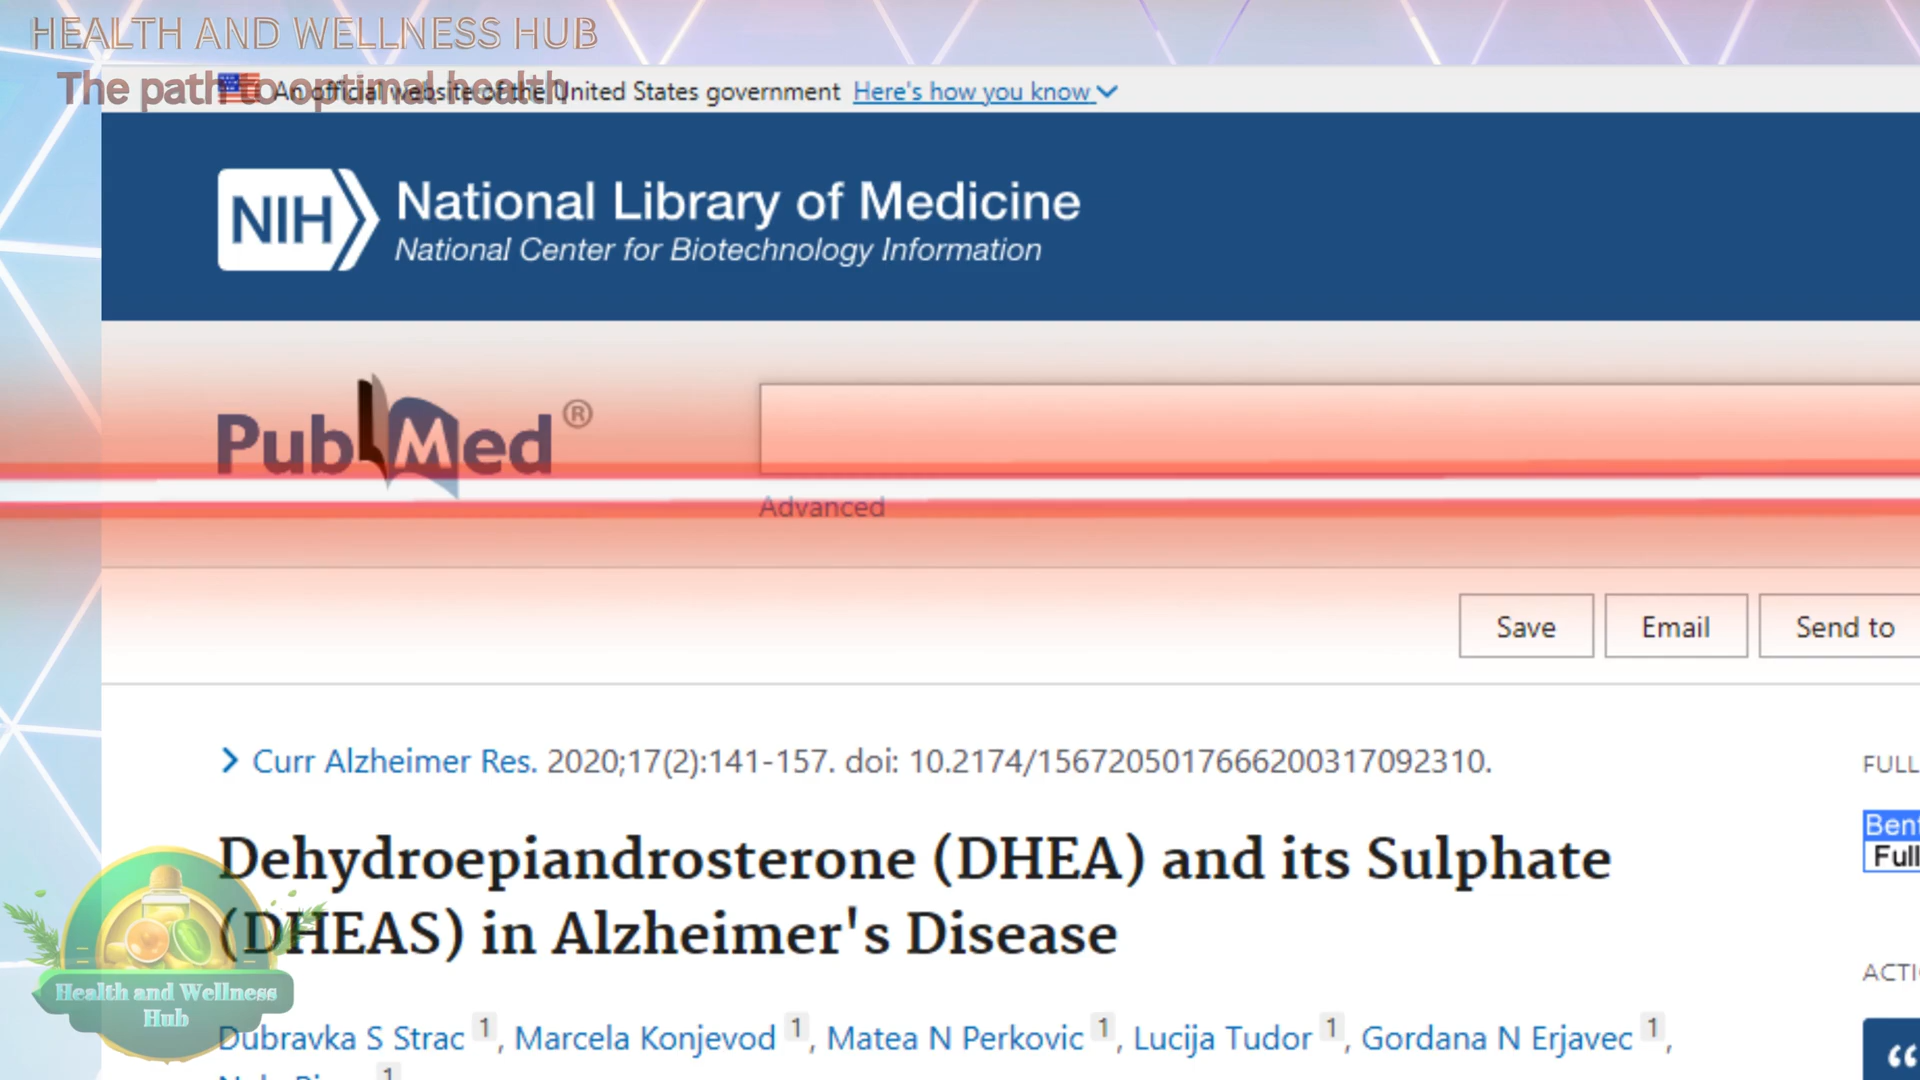 HEALTH AND WELLNESS HUB
The path to optimal health
An official website of the United States government Here's how you know
NIH National Library of Medicine
National Center for Biotechnology Information
PubMed®
Advanced
Save Email Send to
Curr Alzheimer Res. 2020;17(2):141-157. doi: 10.2174/1567205017666200317092310.
FULL
Dehydroepiandrosterone (DHEA) and its Sulphate
Bent
Full
(DHEAS) in Alzheimer's Disease
ACTI
Health and Wellness
Hub
Dubravka S Strac 1, Marcela Konjevod 1, Matea N Perkovic 1, Lucija Tudor 1, Gordana N Erjavec 1,
1